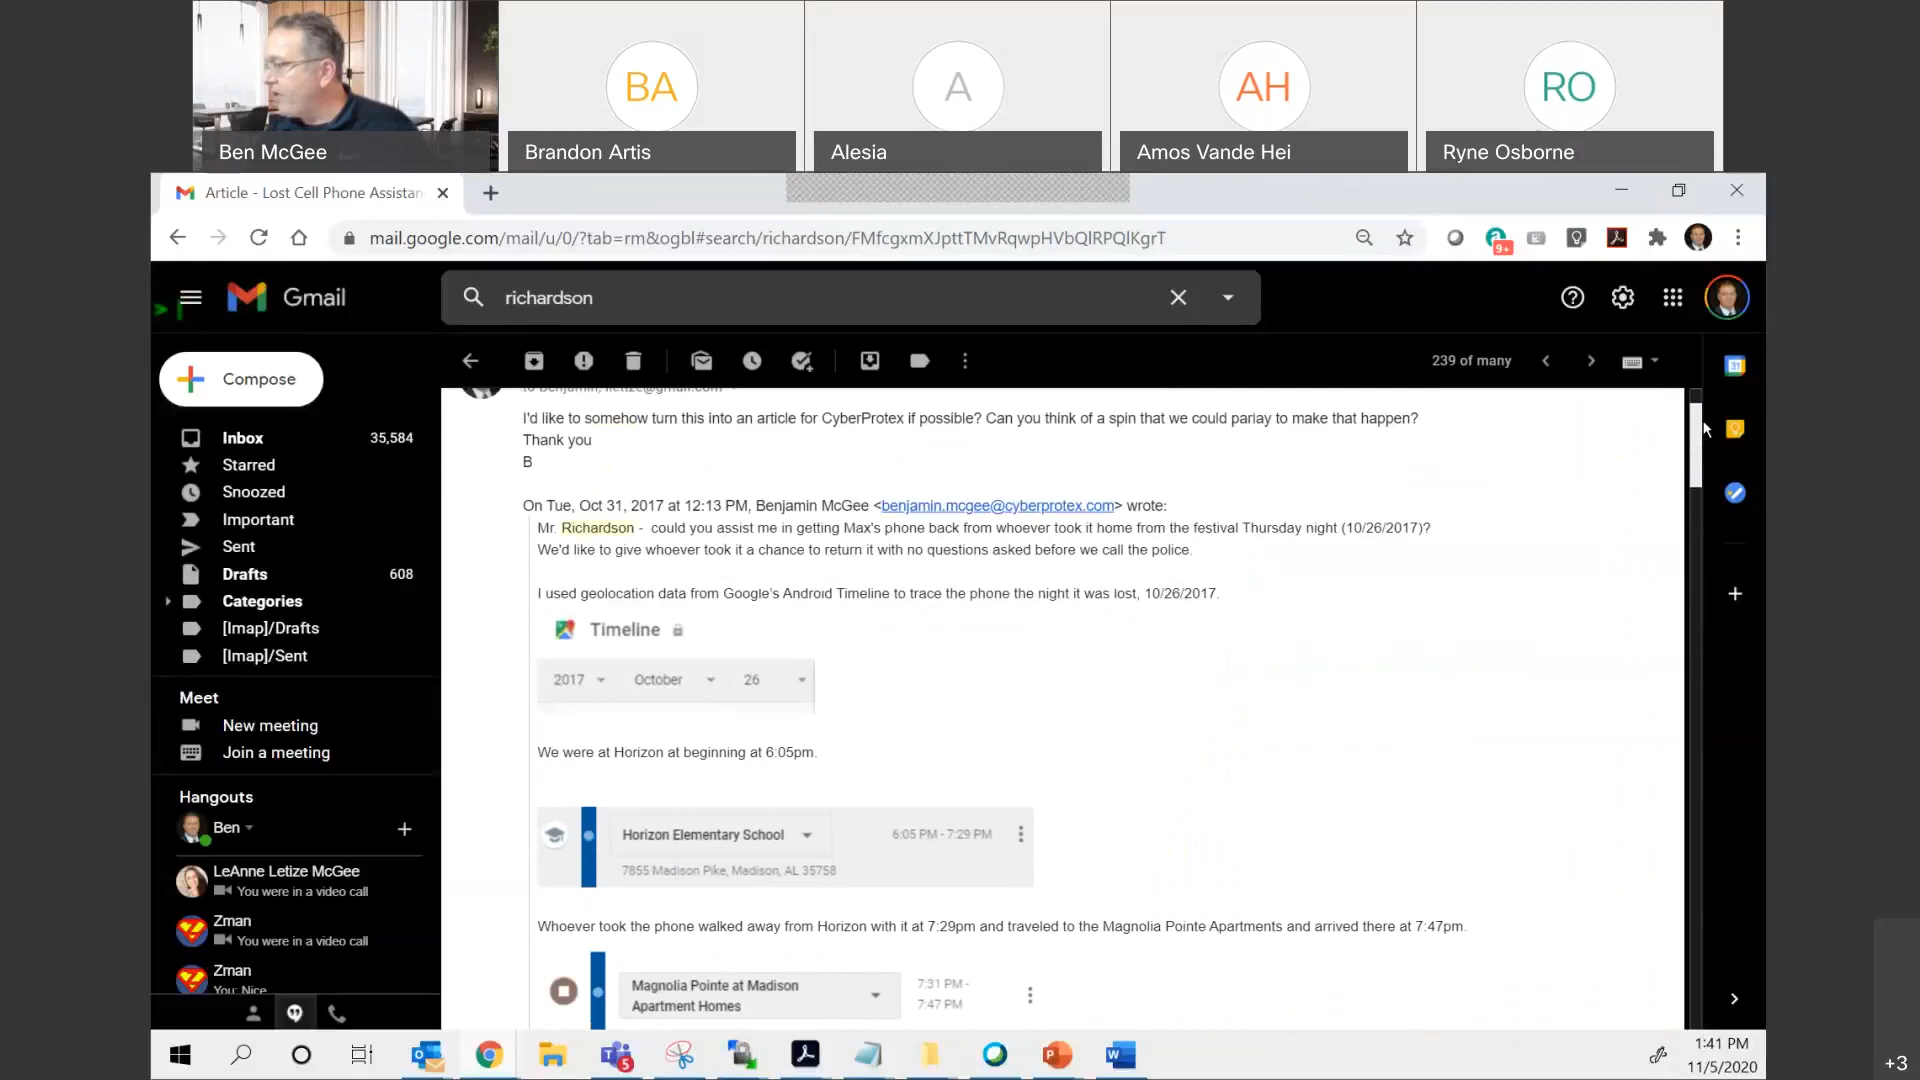 BA
A
AH
RO
Ben McGee
Brandon Artis
Alesia
Amos Vande Hei
Ryne Osborne
Article - Lost Cell Phone Assistan
mail.google.com/mail/u/0/?tab=rm&ogbl#search/richardson/FMfcgxmXJpttTMvRqwpHVbQlRPQlKgrT
9+
Gmail
richardson
Compose
239 of many
Inbox 35,584
Starred
Snoozed
Important
Sent
Drafts 608
Categories
[Imap]/Drafts
[Imap]/Sent
Meet
New meeting
Join a meeting
Hangouts
Ben
LeAnne Letize McGee
You were in a video call
Zman
You were in a video call
Zman
You: Nice
I'd like to somehow turn this into an article for CyberProtex if possible? Can you think of a spin that we could parlay to make that happen?
Thank you
B
On Tue, Oct 31, 2017 at 12:13 PM, Benjamin McGee <benjamin.mcgee@cyberprotex.com> wrote:
Mr. Richardson - could you assist me in getting Max's phone back from whoever took it home from the festival Thursday night (10/26/2017)?
We'd like to give whoever took it a chance to return it with no questions asked before we call the police.
I used geolocation data from Google's Android Timeline to trace the phone the night it was lost, 10/26/2017.
Timeline
2017 October 26
We were at Horizon at beginning at 6:05pm.
Horizon Elementary School 6:05 PM - 7:29 PM
7855 Madison Pike, Madison, AL 35758
Whoever took the phone walked away from Horizon with it at 7:29pm and traveled to the Magnolia Pointe Apartments and arrived there at 7:47pm.
Magnolia Pointe at Madison
Apartment Homes
7:31 PM -
7:47 PM
31
5
1:41 PM
11/5/2020
+3